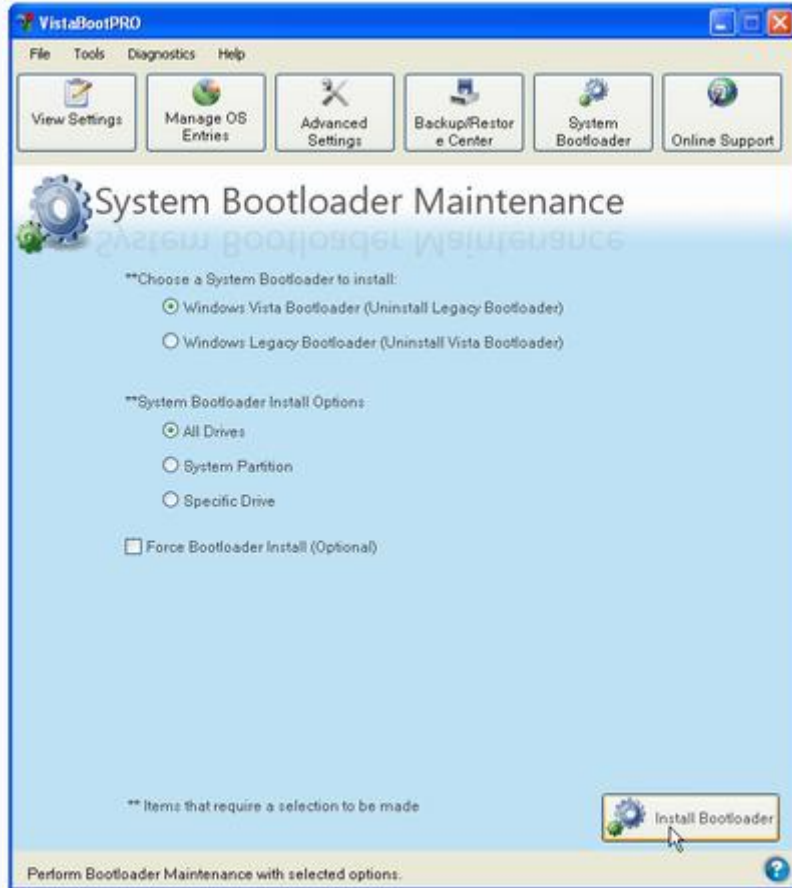 VistaBootPRO
File Tools Diagnostics Help
View Settings
Manage OS
Entries
Advanced
Settings
Backup/Restor
e Center
System
Bootloader
Online Support
System Bootloader Maintenance
**Choose a System Bootloader to install:
Windows Vista Bootloader (Uninstall Legacy Bootloader)
Windows Legacy Bootloader (Uninstall Vista Bootloader)
**System Bootloader Install Options
All Drives
System Partition
Specific Drive
Force Bootloader Install (Optional)
** Items that require a selection to be made
Install Bootloader
Perform Bootloader Maintenance with selected options.